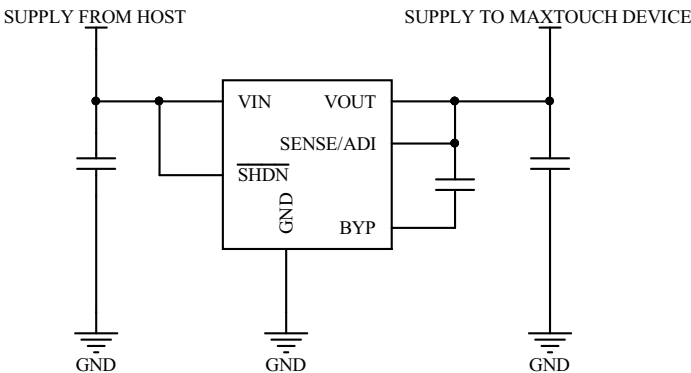 SUPPLY FROM HOST
SUPPLY TO MAXTOUCH DEVICE
VIN
VOUT
SENSE/ADI
SHDN
GND
BYP
GND
GND
GND